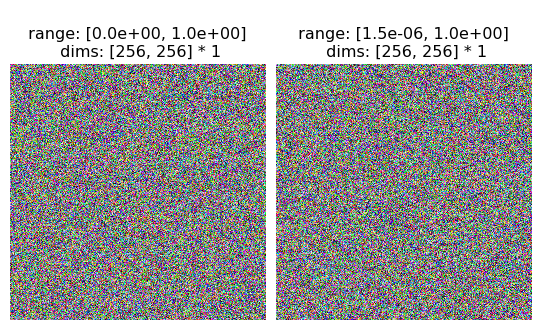 range: [0.0e+00, 1.0e+00]
dims: [256, 256] * 1
range: [1.5e-06, 1.0e+00]
dims: [256, 256] * 1